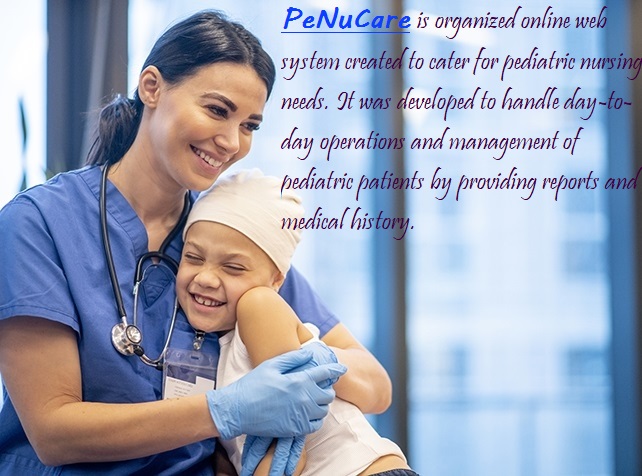 PeNuCare is organized online web
system created to cater for pediatric nursing
needs. It was developed to handle day-to-
day operations and management of
pediatric patients by providing reports and
medical history.